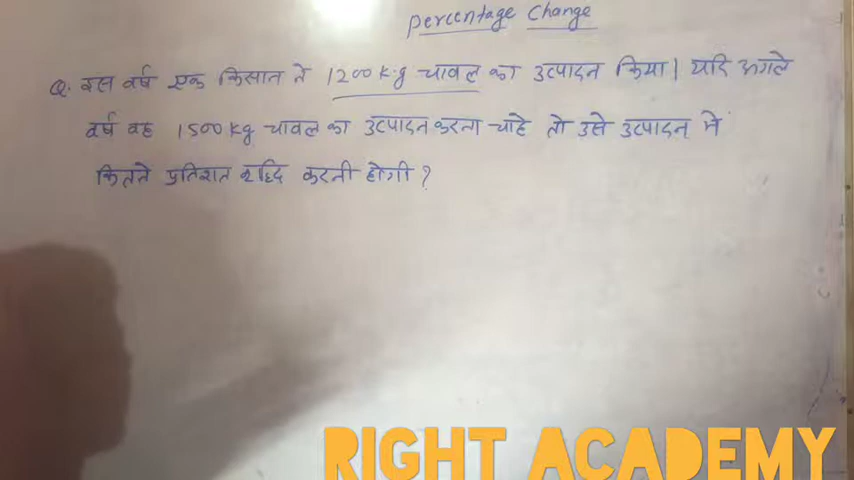 Percentage Change
Q. इस वर्ष एक किसान ने 1200 k.g चावल का उत्पादन किया। यदि अगले
वर्ष वह 1500 kg चावल का उत्पादन करना चाहे तो उसे उत्पादन में
कितने प्रतिशत वृद्धि करनी होगी ?
RIGHT ACADEMY